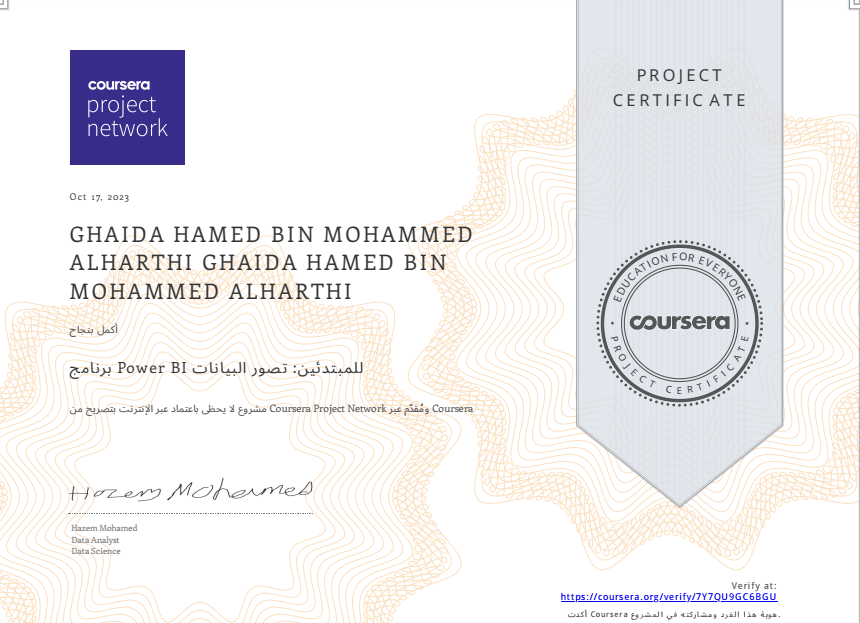 coursera
project
network
PROJECT
CERTIFICATE
Oct 17, 2023
GHAIDA HAMED BIN MOHAMMED
ALHARTHI GHAIDA HAMED BIN
MOHAMMED ALHARTHI
أكمل بنجاح
للمبتدئين: تصور البيانات Power BI برنامج
مشروع لا يحظى باعتماد عبر الإنترنت بتصريح من Coursera Project Network ومُقدّم عبر Coursera
EDUCATION FOR EVERYONE
coursera
PROJECT CERTIFICATE
Hazem Mohamed
Hazem Mohamed
Data Analyst
Data Science
Verify at:
https://coursera.org/verify/7Y7QU9GC6BGU
أكدت Coursera هوية هذا الفرد ومشاركته في المشروع.